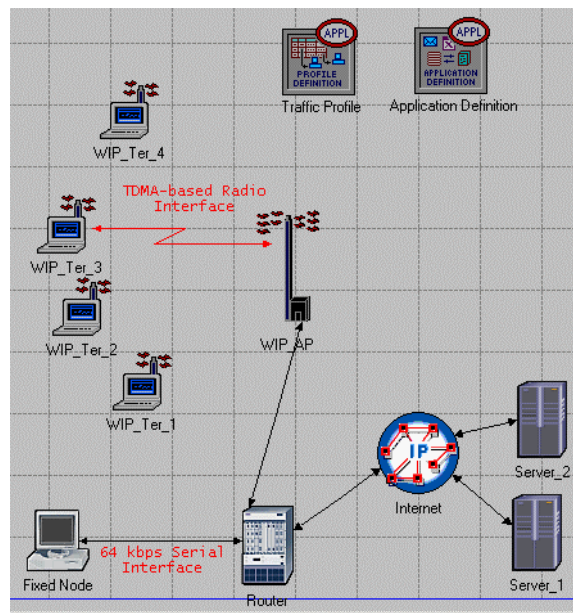 APPL
PROFILE
DEFINITION
Traffic Profile
APPL
APPLICATION
DEFINITION
Application Definition
WIP_Ter_4
TDMA-based Radio
Interface
WIP_Ter_3
WIP_AP
WIP_Ter_2
WIP_Ter_1
IP
Internet
Server_2
Fixed Node
64 kbps Serial
Interface
Router
Server_1